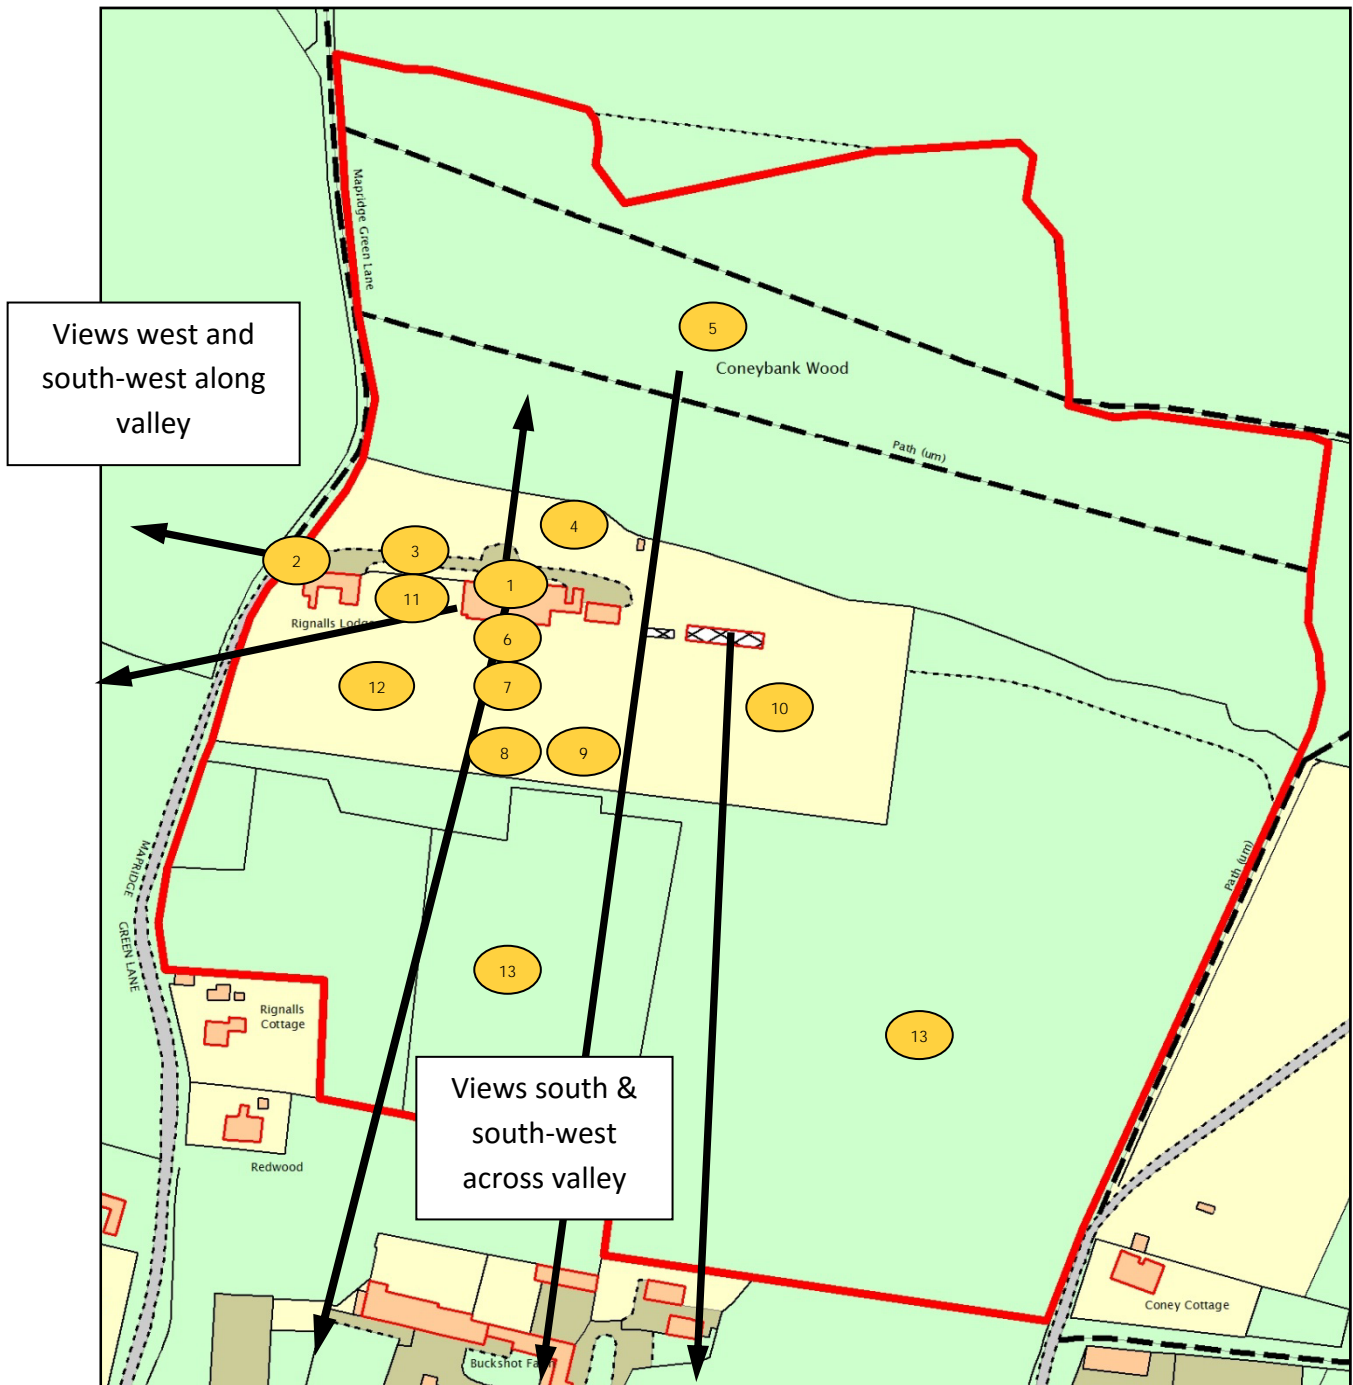 Mapridge Green Lane
5
Coneybank Wood
Views west and
south-west along
valley
Path (um)
4
3
2
1
11
Rignalls Lodge
6
12
7
10
8
9
MAPRIDGE
GREEN LANE
Path (um)
13
13
Rignalls
Cottage
Views south &
south-west
across valley
Redwood
Coney Cottage
Buckshot Farm